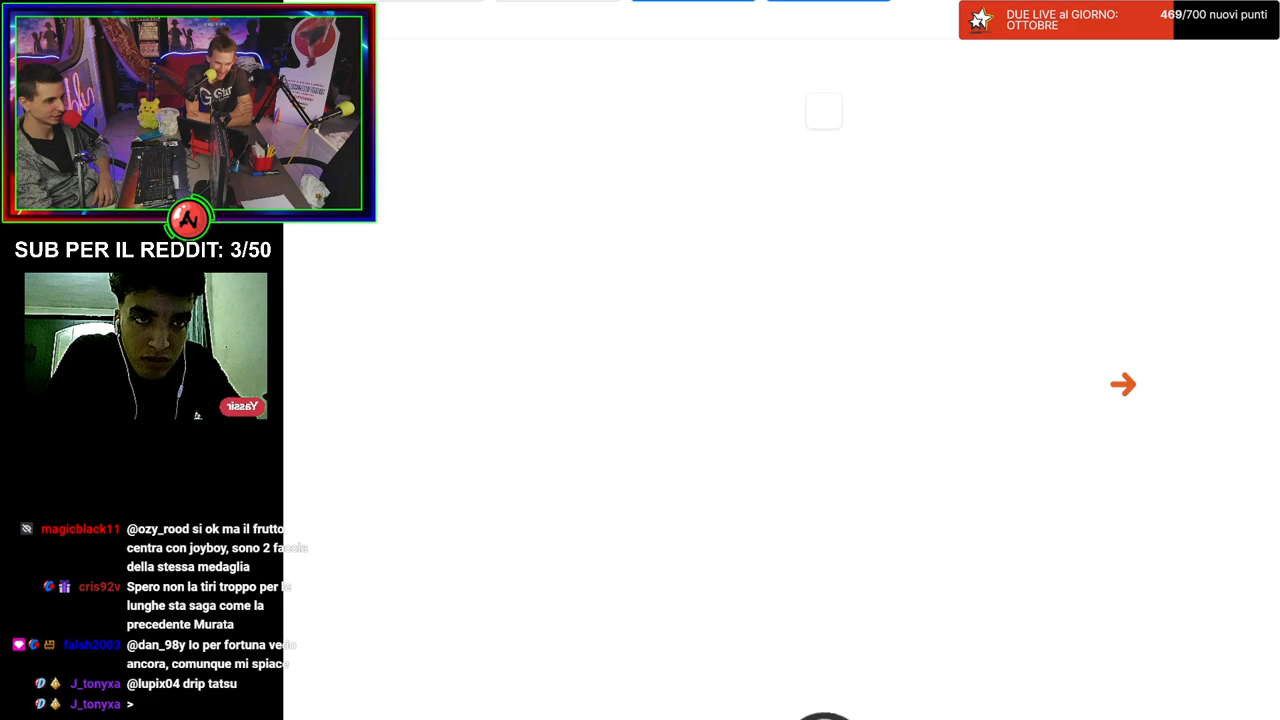 DUE LIVE al GIORNO:
OTTOBRE
469/700 nuovi punti
SUB PER IL REDDIT: 3/50
Yassir
magicblack11 @ozy_rood si ok ma il frutto
centra con joyboy, sono 2 faccia
della stessa medaglia
cris92v Spero non la tiri troppo per le
lunghe sta saga come la
precedente Murata
falsh2003 @dan_98y Io per fortuna vedo
ancora, comunque mi spiace
J_tonyxa @lupix04 drip tatsu
J_tonyxa >